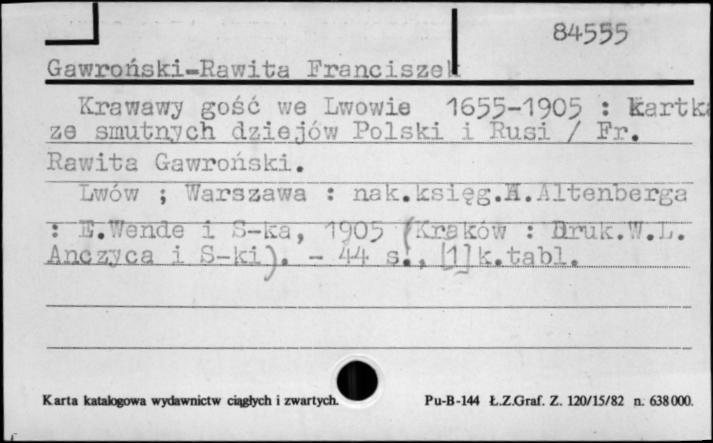 84555
Gawroński-Rawita Franciszek
Krawawy gość we Lwowie 1655-1905 : kartka
ze smutnych dziejów Polski i Rusi / Fr.
Rawita Gawroński.
Lwów ; Warszawa : nak.księg.H.Altenberga
: E.Wende i S-ka, 1905 (Kraków : Druk.W.L.
Anczyca i S-ki). - 44 s., [1]k.tabl.
Karta katalogowa wydawnictw ciągłych i zwartych. Pu-B-144 Ł.Z.Graf. Z. 120/15/82 n. 638000.